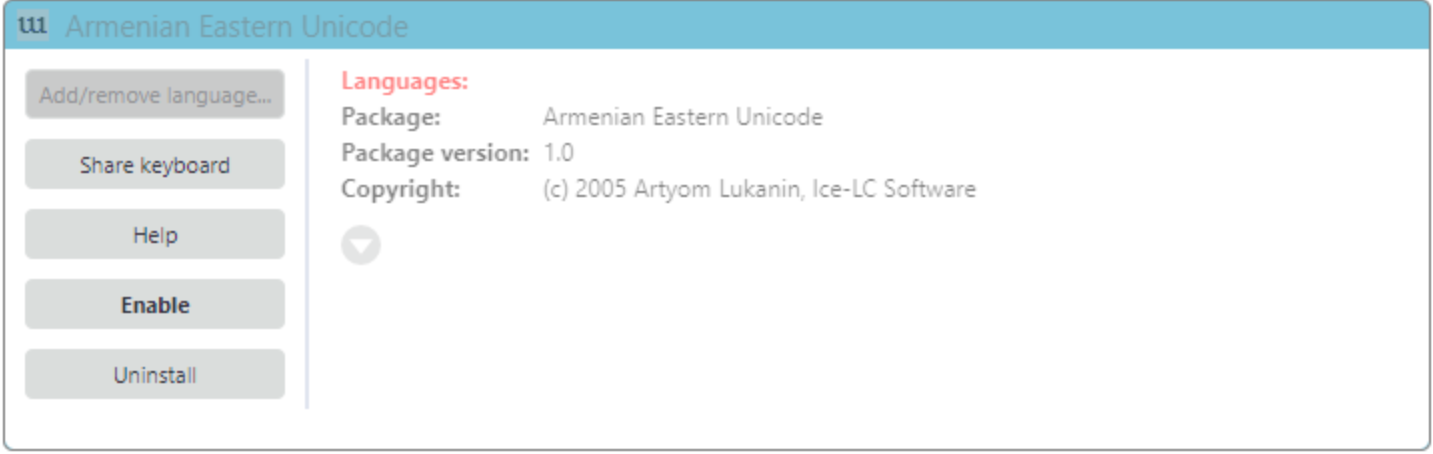 աււ Armenian Eastern Unicode
Add/remove language...
Share keyboard
Help
Enable
Uninstall
Languages:
Package: Armenian Eastern Unicode
Package version: 1.0
Copyright: (c) 2005 Artyom Lukanin, Ice-LC Software